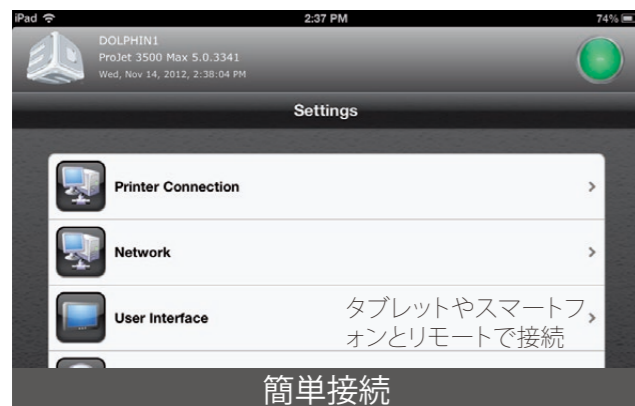 iPad 2:37 PM 74%
DOLPHIN1
ProJet 3500 Max 5.0.3341
Wed, Nov 14, 2012, 2:38:04 PM
Settings
Printer Connection
Network
User Interface
タブレットやスマートフ
ォンとリモートで接続
簡単接続